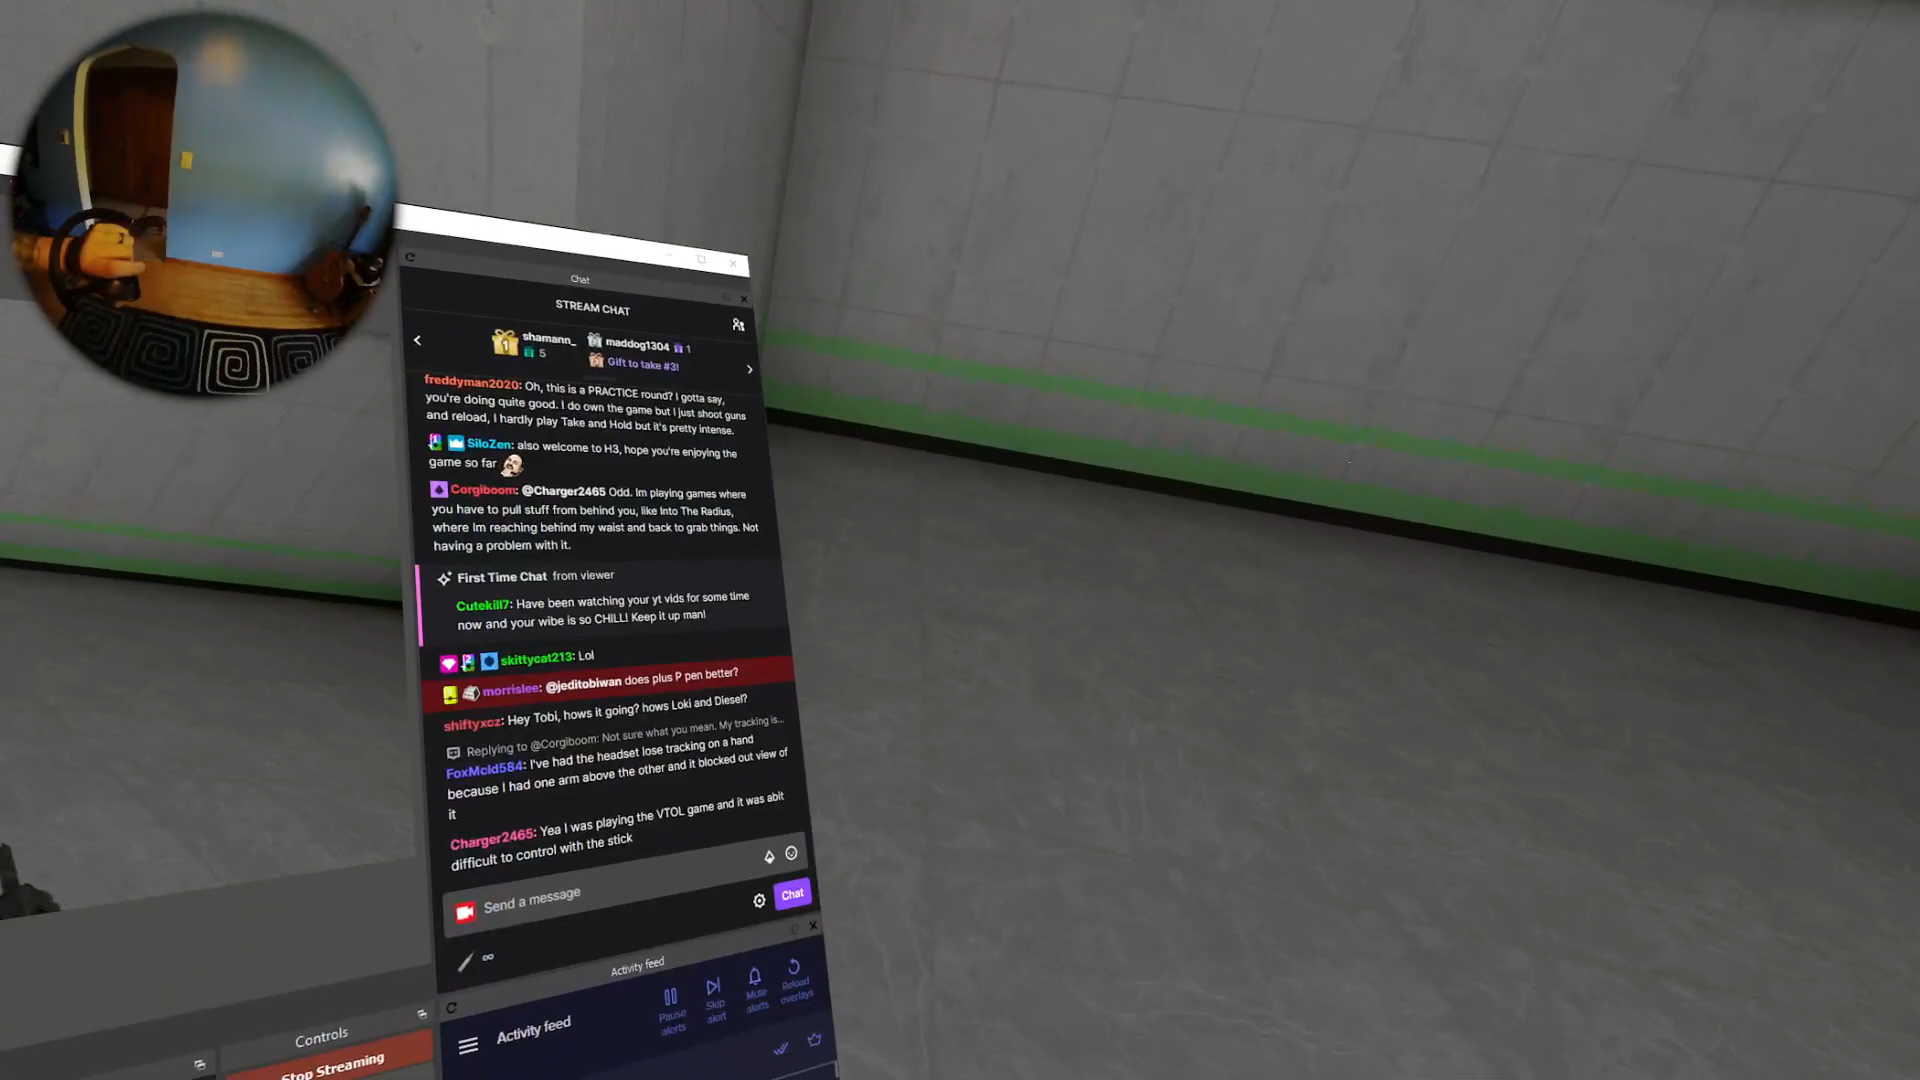 Chat
STREAM CHAT
1 shamann_
5
2 maddog1304 1
Gift to take #3!
freddyman2020: Oh, this is a PRACTICE round? I gotta say,
you're doing quite good. I do own the game but I just shoot guns
and reload, I hardly play Take and Hold but it's pretty intense.
SiloZen: also welcome to H3, hope you're enjoying the
game so far
Corgiboom: @Charger2465 Odd. Im playing games where
you have to pull stuff from behind you, like Into The Radius,
where Im reaching behind my waist and back to grab things. Not
having a problem with it.
First Time Chat from viewer
Cutekill7: Have been watching your yt vids for some time
now and your wibe is so CHILL! Keep it up man!
skittycat213: Lol
morrislee: @jeditobiwan does plus P pen better?
shiftyxcz: Hey Tobi, hows it going? hows Loki and Diesel?
Replying to @Corgiboom: Not sure what you mean. My tracking is...
FoxMcld584: I've had the headset lose tracking on a hand
because I had one arm above the other and it blocked out view of
it
Charger2465: Yea I was playing the VTOL game and it was abit
difficult to control with the stick
Send a message
Chat
∞
Activity feed
Activity feed
Pause
alerts
Skip
alert
Mute
alerts
Reload
overlays
Controls
Stop Streaming